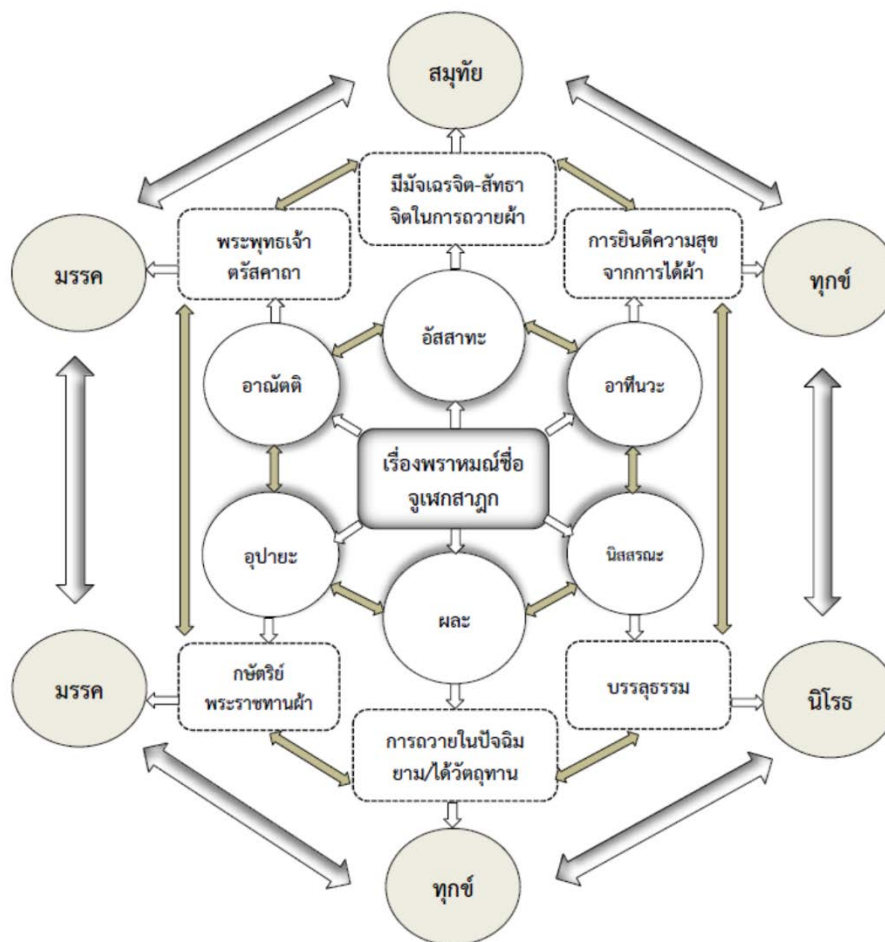 สมุทัย
มีมัจเฉรจิต-สัทธา
จิตในการถวายผ้า
พระพุทธเจ้า
ตรัสคาถา
การยินดีความสุข
จากการได้ผ้า
มรรค
ทุกข์
อัสสาทะ
อาณัตติ
อาทีนวะ
เรื่องพราหมณ์ชื่อ
จูเฬกสาฎก
อุปายะ
นิสสรณะ
ผละ
มรรค
กษัตริย์
พระราชทานผ้า
บรรลุธรรม
นิโรธ
การถวายในปัจฉิม
ยาม/ได้วัตถุทาน
ทุกข์